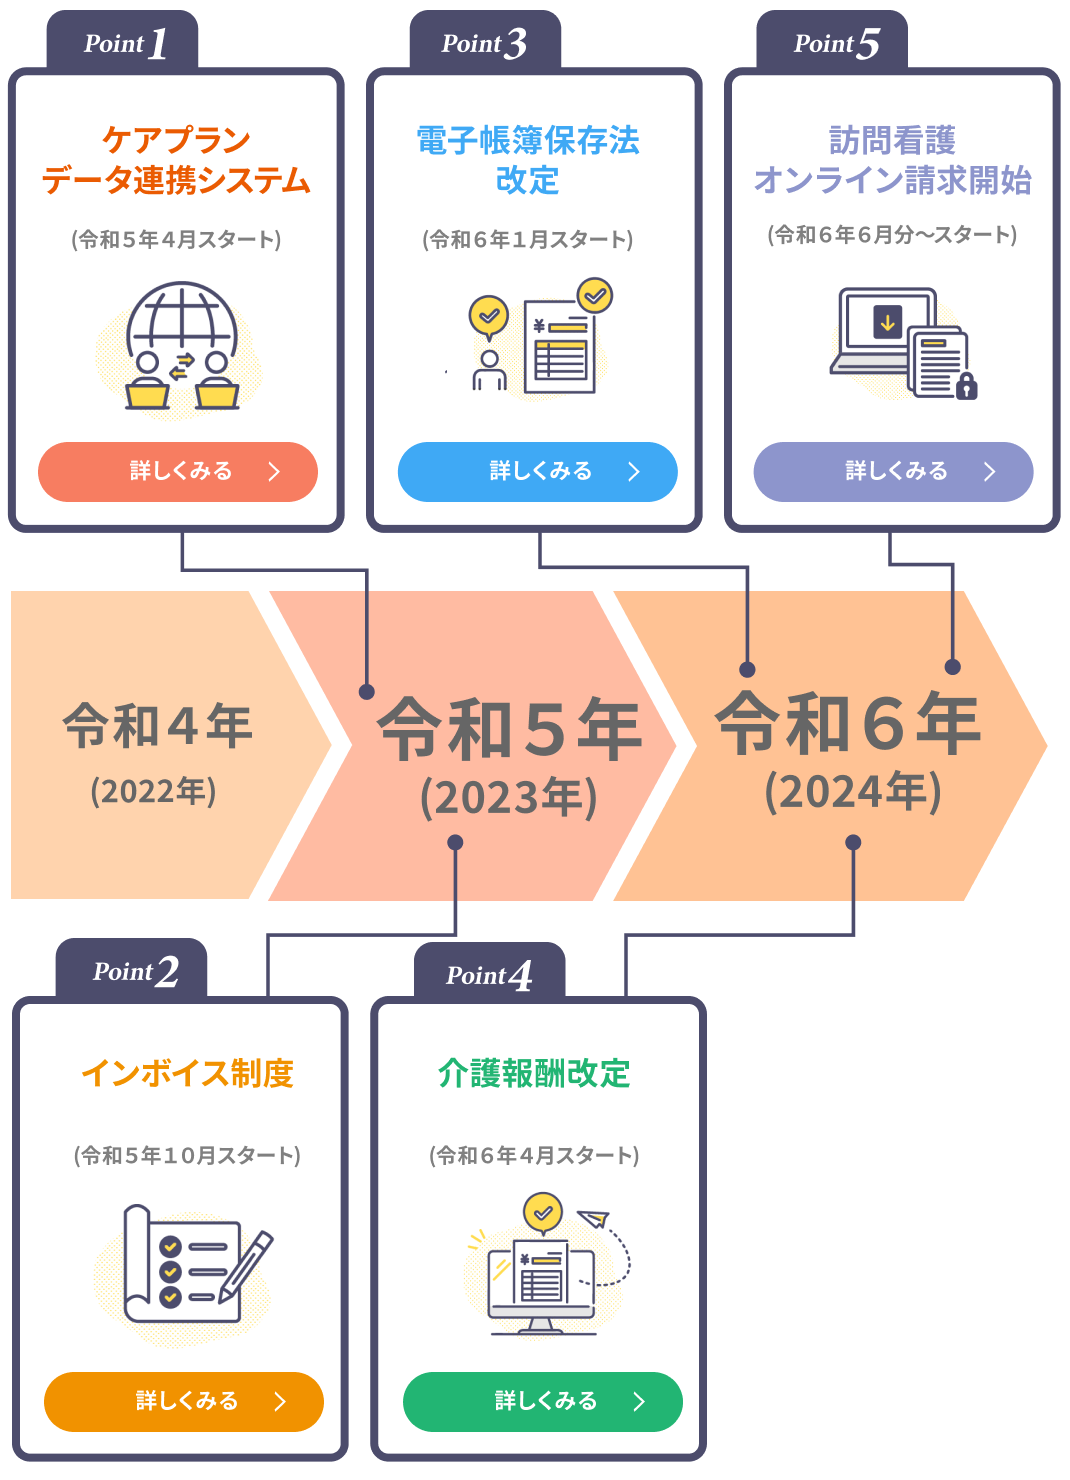 Point 1
ケアプラン
データ連携システム
(令和５年４月スタート)
詳しくみる
Point 3
電子帳簿保存法
改定
(令和６年１月スタート)
¥
詳しくみる
Point 5
訪問看護
オンライン請求開始
(令和６年６月分～スタート)
詳しくみる
令和４年
(2022年)
令和５年
(2023年)
令和６年
(2024年)
Point 2
インボイス制度
(令和５年１０月スタート)
詳しくみる
Point 4
介護報酬改定
(令和６年４月スタート)
¥
詳しくみる